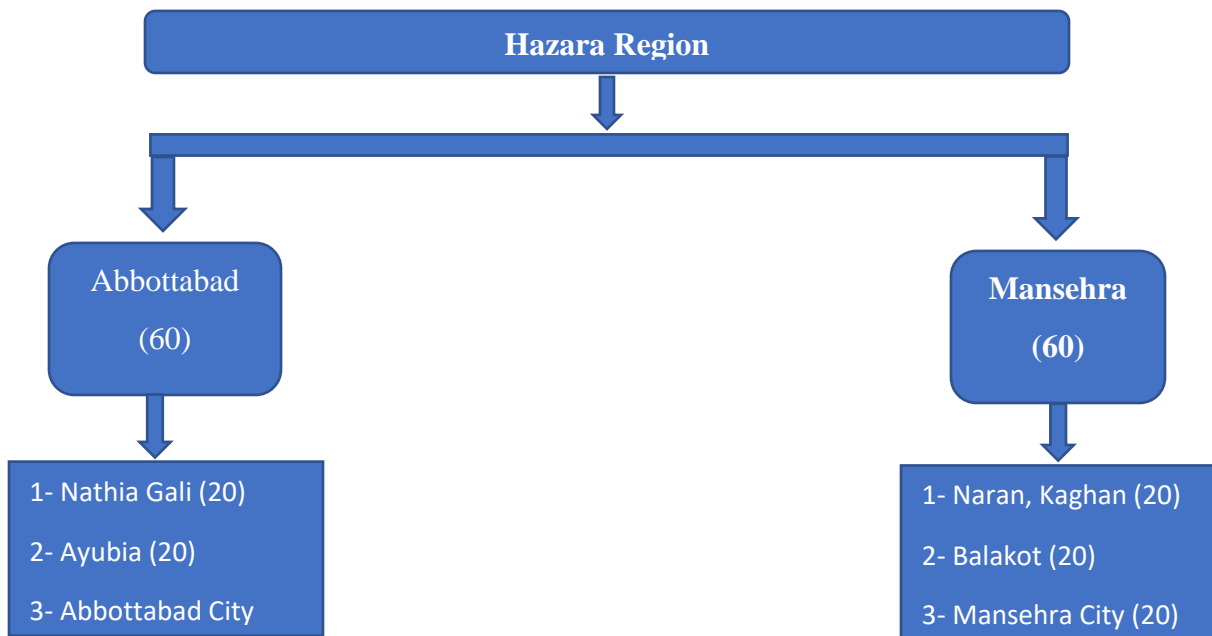 Hazara Region
Abbottabad
(60)
Mansehra
(60)
1- Nathia Gali (20)
2- Ayubia (20)
3- Abbottabad City
1- Naran, Kaghan (20)
2- Balakot (20)
3- Mansehra City (20)